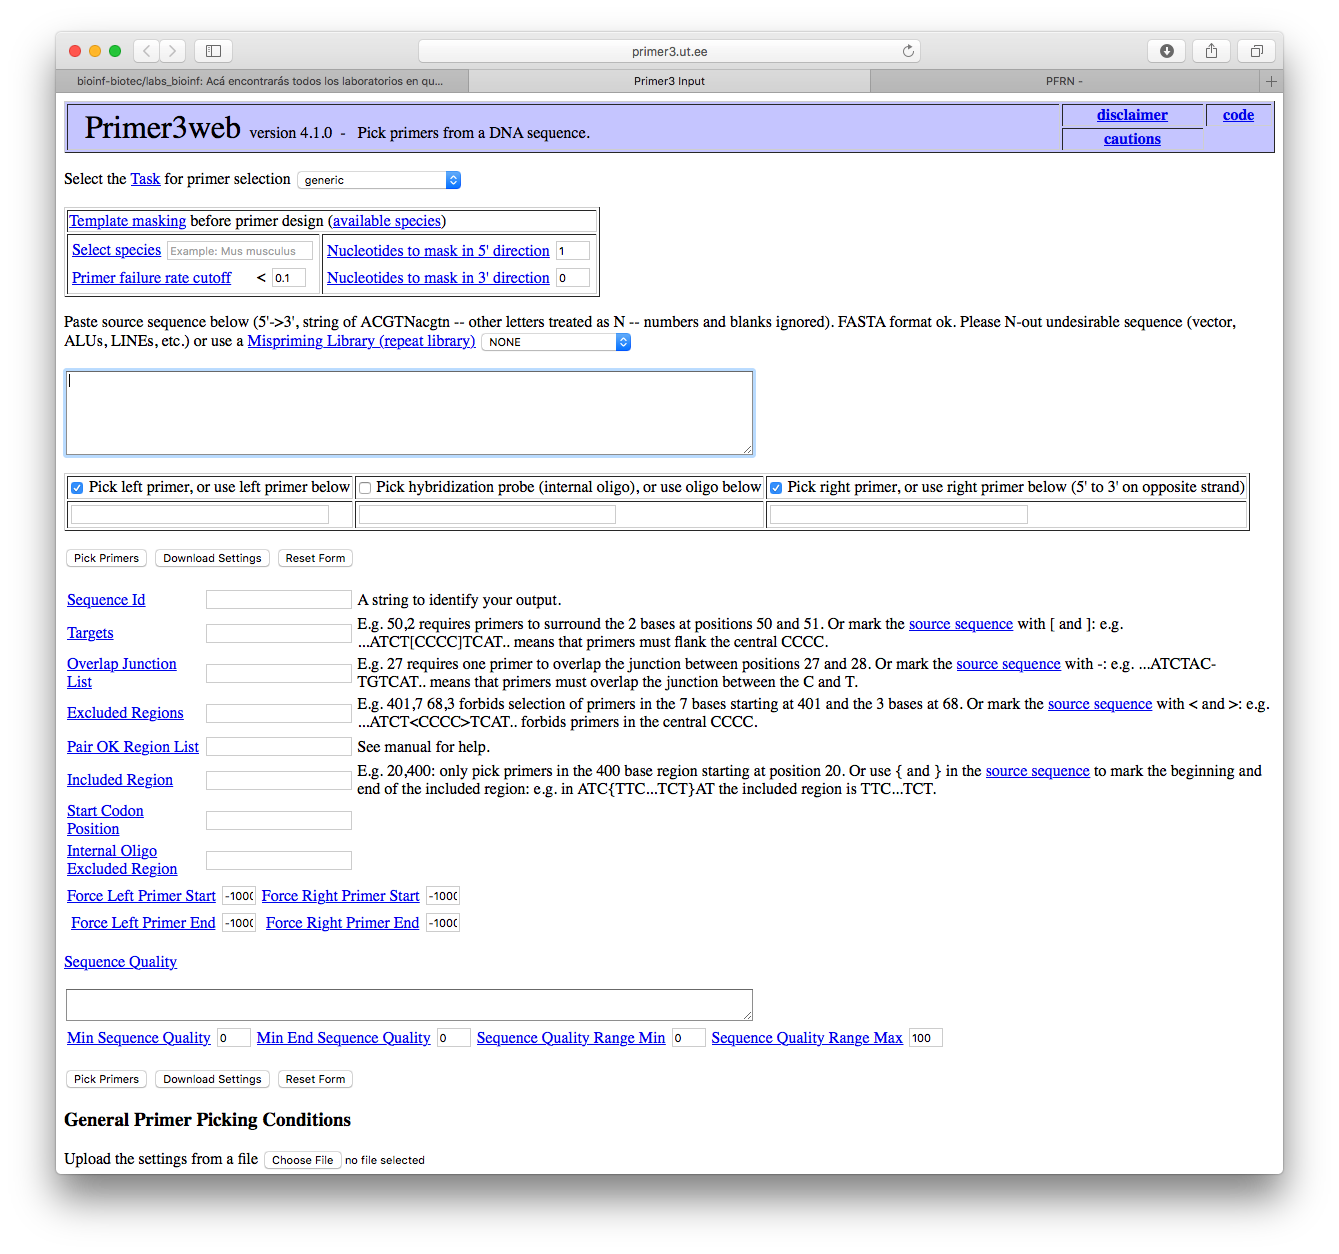 primer3.ut.ee
bioinf-biotec/labs_bioinf: Acá encontrarás todos los laboratorios en qu...
Primer3 Input
PFRN -
Primer3web version 4.1.0 - Pick primers from a DNA sequence.
disclaimer
code
cautions
Select the Task for primer selection generic
Template masking before primer design (available species)
Select species Example: Mus musculus Nucleotides to mask in 5' direction 1
Primer failure rate cutoff < 0.1 Nucleotides to mask in 3' direction 0
Paste source sequence below (5'->3', string of ACGTNacgtn -- other letters treated as N -- numbers and blanks ignored). FASTA format ok. Please N-out undesirable sequence (vector,
ALUs, LINEs, etc.) or use a Mispriming Library (repeat library) NONE
Pick left primer, or use left primer below Pick hybridization probe (internal oligo), or use oligo below Pick right primer, or use right primer below (5' to 3' on opposite strand)
Pick Primers Download Settings Reset Form
Sequence Id A string to identify your output.
Targets E.g. 50,2 requires primers to surround the 2 bases at positions 50 and 51. Or mark the source sequence with [ and ]: e.g.
...ATCT[CCCC]TCAT.. means that primers must flank the central CCCC.
Overlap Junction List E.g. 27 requires one primer to overlap the junction between positions 27 and 28. Or mark the source sequence with -: e.g. ...ATCTAC-
TGTCAT.. means that primers must overlap the junction between the C and T.
Excluded Regions E.g. 401,7 68,3 forbids selection of primers in the 7 bases starting at 401 and the 3 bases at 68. Or mark the source sequence with < and >: e.g.
...ATCT<CCCC>TCAT.. forbids primers in the central CCCC.
Pair OK Region List See manual for help.
Included Region E.g. 20,400: only pick primers in the 400 base region starting at position 20. Or use { and } in the source sequence to mark the beginning and
end of the included region: e.g. in ATC{TTC...TCT}AT the included region is TTC...TCT.
Start Codon
Position
Internal Oligo
Excluded Region
Force Left Primer Start -1000 Force Right Primer Start -1000
Force Left Primer End -1000 Force Right Primer End -1000
Sequence Quality
Min Sequence Quality 0 Min End Sequence Quality 0 Sequence Quality Range Min 0 Sequence Quality Range Max 100
Pick Primers Download Settings Reset Form
General Primer Picking Conditions
Upload the settings from a file Choose File no file selected